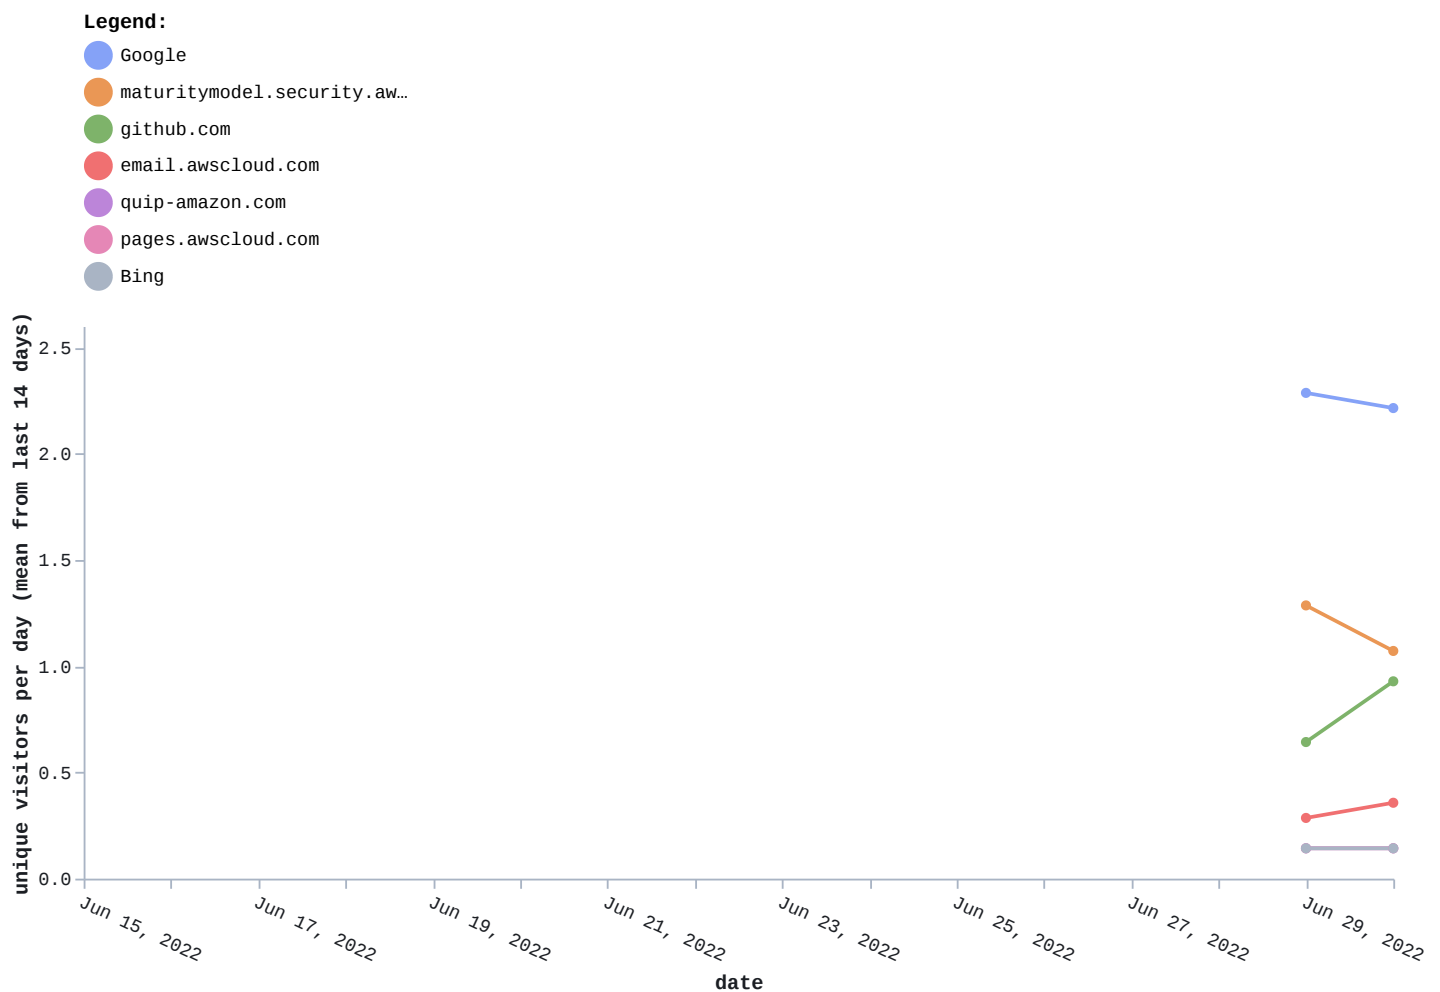 Legend:
Google
maturitymodel.security.aw…
github.com
email.awscloud.com
quip-amazon.com
pages.awscloud.com
Bing
unique visitors per day (mean from last 14 days)
2.5
2.0
1.5
1.0
0.5
0.0
Jun 15, 2022
Jun 17, 2022
Jun 19, 2022
Jun 21, 2022
Jun 23, 2022
Jun 25, 2022
Jun 27, 2022
Jun 29, 2022
date